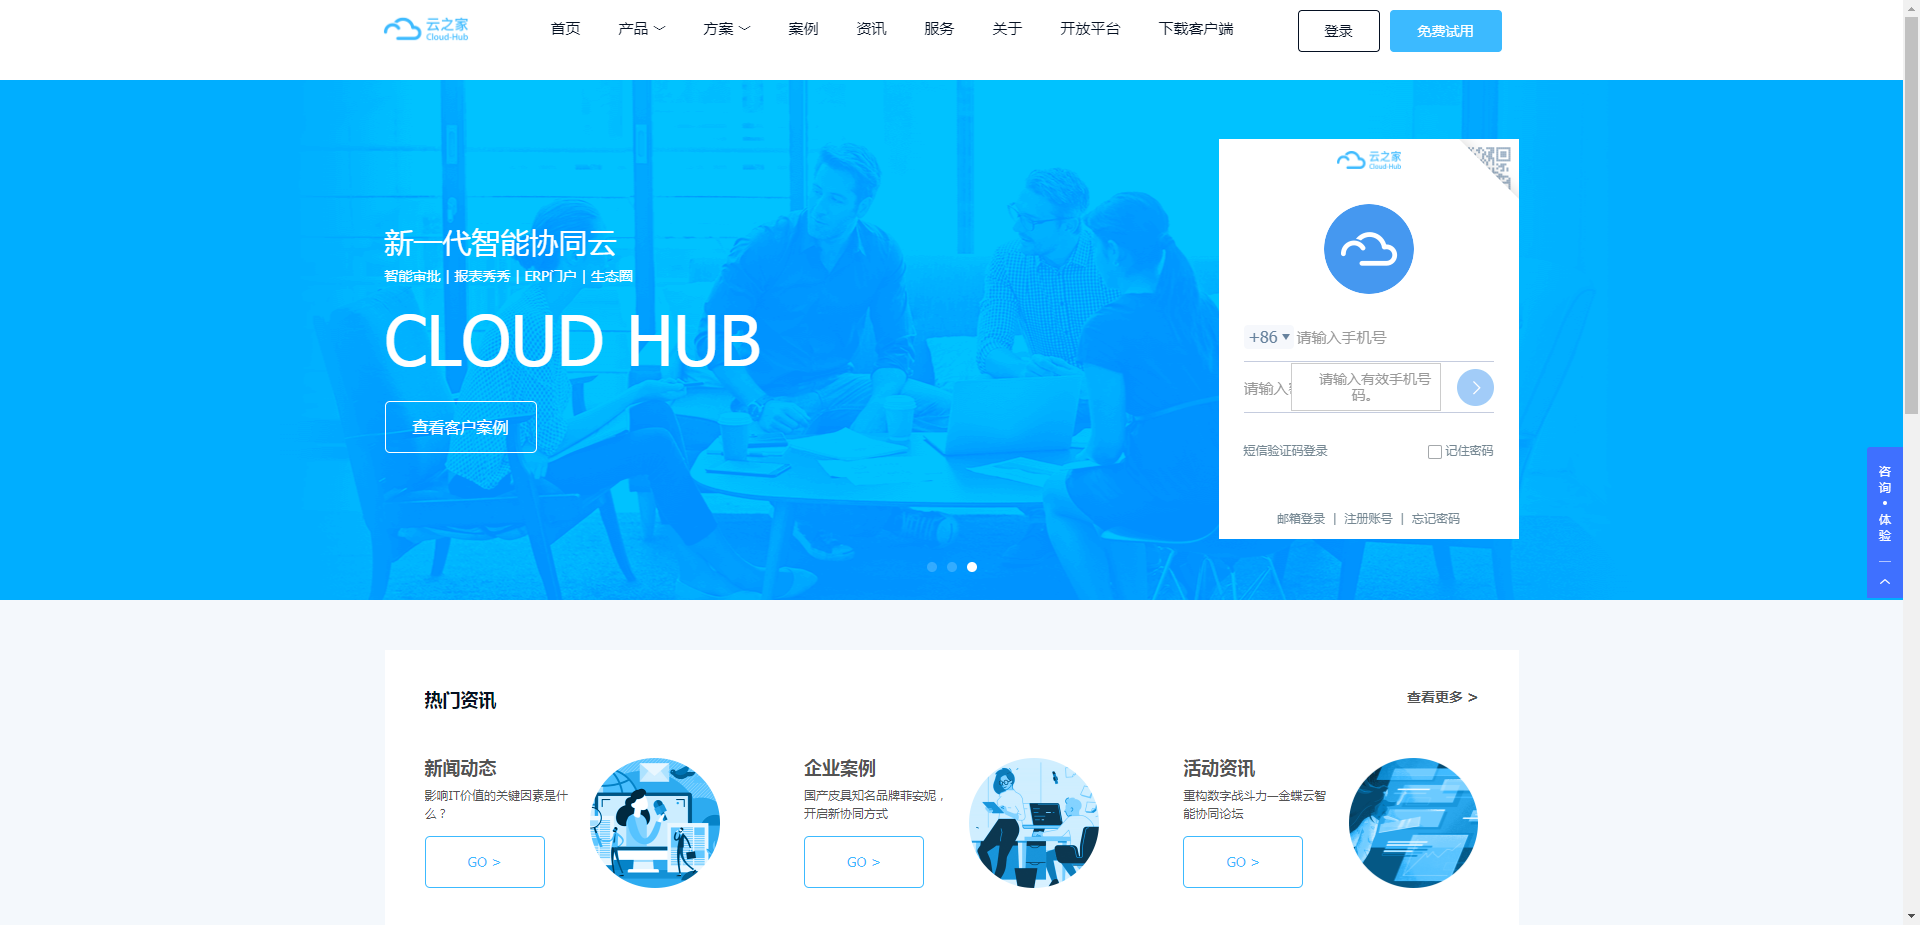 云之家
Cloud-Hub
首页
产品
方案
案例
资讯
服务
关于
开放平台
下载客户端
登录
免费试用
新一代智能协同云
智能审批 | 报表秀秀 | ERP门户 | 生态圈
CLOUD HUB
查看客户案例
云之家
Cloud Hub
+86
请输入手机号
请输入
请输入有效手机号
码。
短信验证码登录
记住密码
邮箱登录 | 注册账号 | 忘记密码
咨
询
•
体
验
热门资讯
查看更多 >
新闻动态
影响IT价值的关键因素是什
么？
GO >
企业案例
国产皮具知名品牌菲安妮，
开启新协同方式
GO >
活动资讯
重构数字战斗力—金蝶云智
能协同论坛
GO >